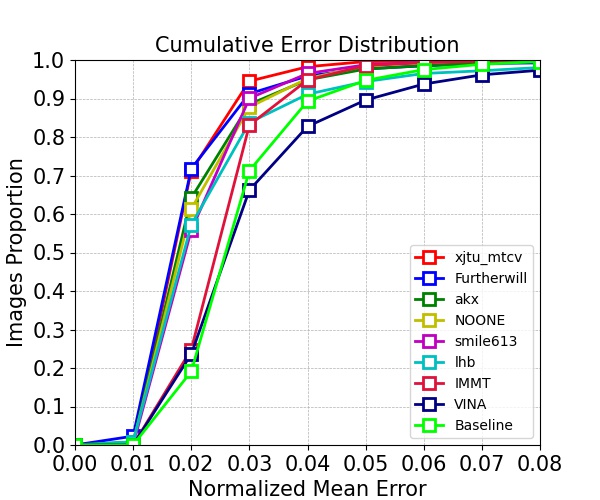 Cumulative Error Distribution
Images Proportion
1.0
0.9
0.8
0.7
0.6
0.5
0.4
0.3
0.2
0.1
0.0
xjtu_mtcv
Furtherwill
akx
NOONE
smile613
lhb
IMMT
VINA
Baseline
0.00 0.01 0.02 0.03 0.04 0.05 0.06 0.07 0.08
Normalized Mean Error